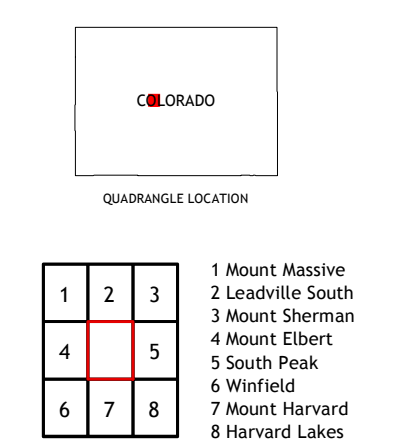 COLORADO
QUADRANGLE LOCATION
1 2 3
4 5
6 7 8
1 Mount Massive
2 Leadville South
3 Mount Sherman
4 Mount Elbert
5 South Peak
6 Winfield
7 Mount Harvard
8 Harvard Lakes